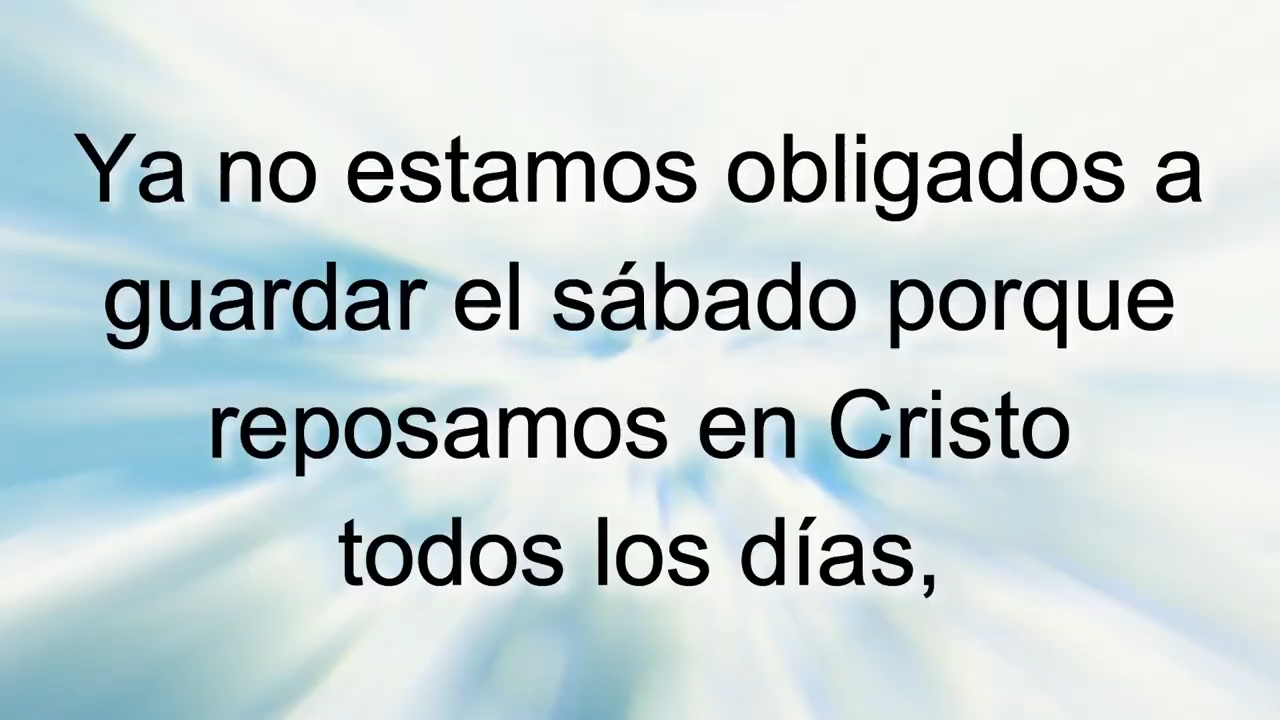 Ya no estamos obligados a
guardar el sábado porque
reposamos en Cristo
todos los días,